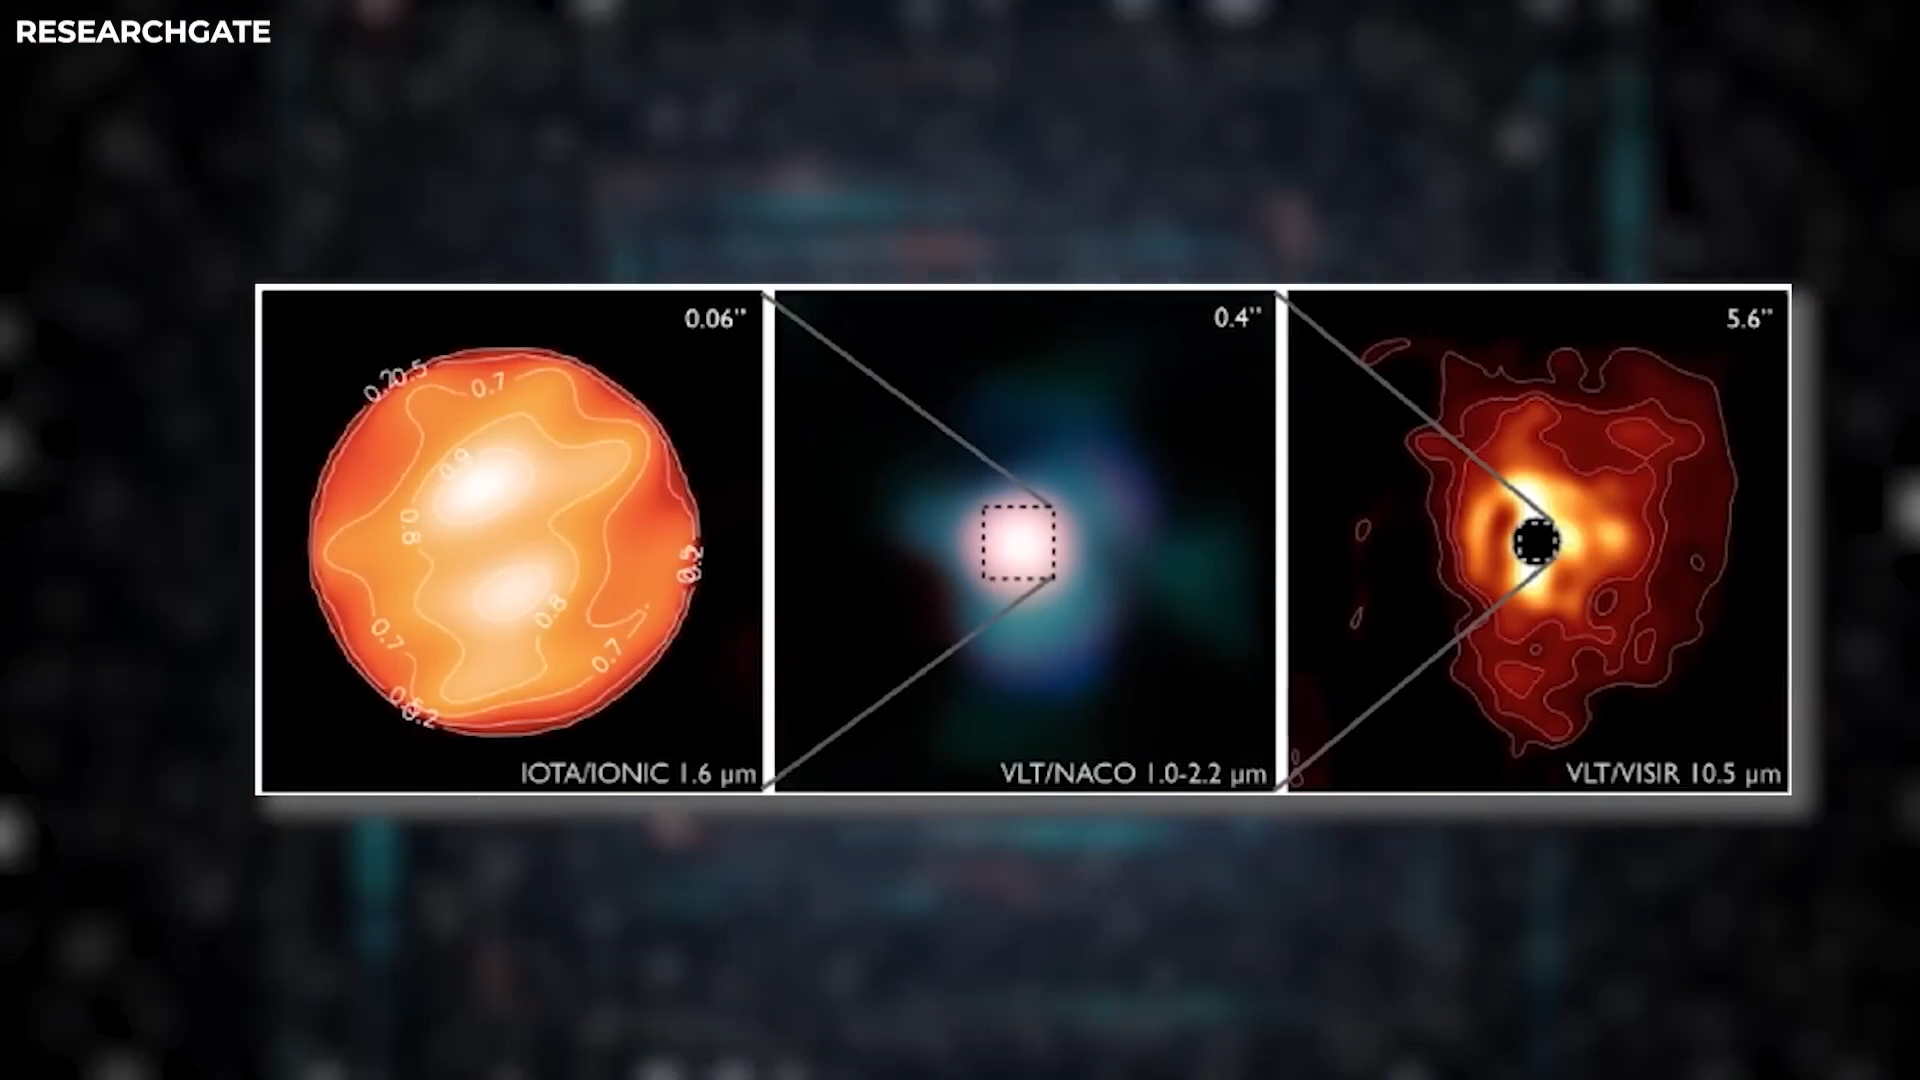 RESEARCHGATE
0.06"
0.4"
5.6"
0.5
0.7
0.9
0.8
0.8
0.7
0.7
IOTA/IONIC 1.6 µm
VLT/NACO 1.0-2.2 µm
VLT/VISIR 10.5 µm